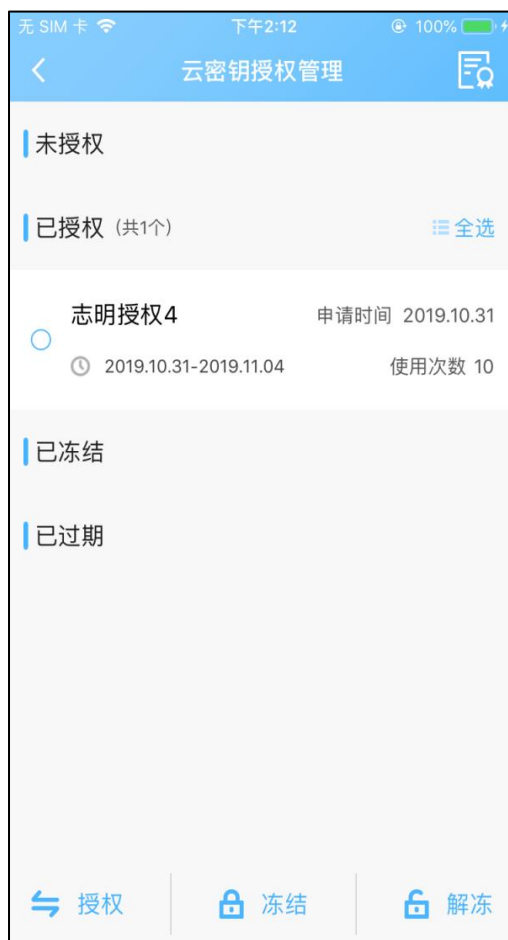 无 SIM 卡 下午2:12 100%
云密钥授权管理
未授权
已授权（共1个） 全选
志明授权4 申请时间 2019.10.31
2019.10.31-2019.11.04 使用次数 10
已冻结
已过期
授权 冻结 解冻